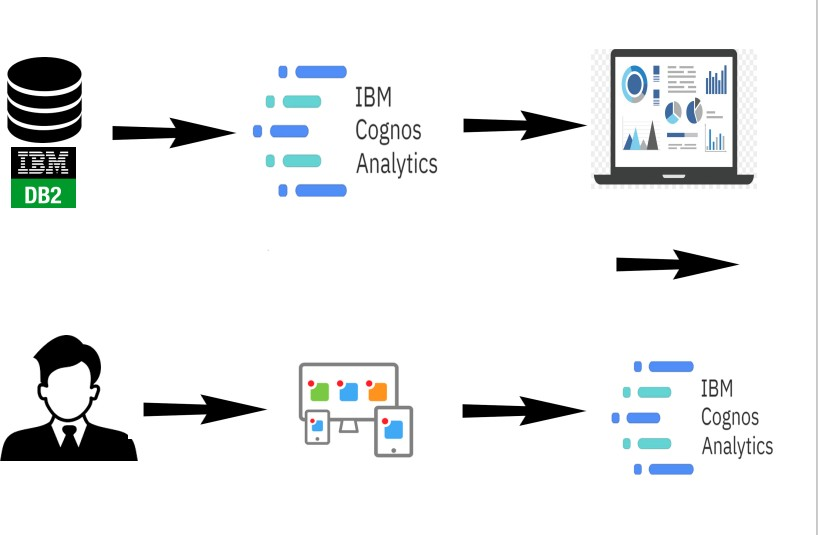 IBM
Cognos
Analytics
IBM
DB2
IBM
Cognos
Analytics